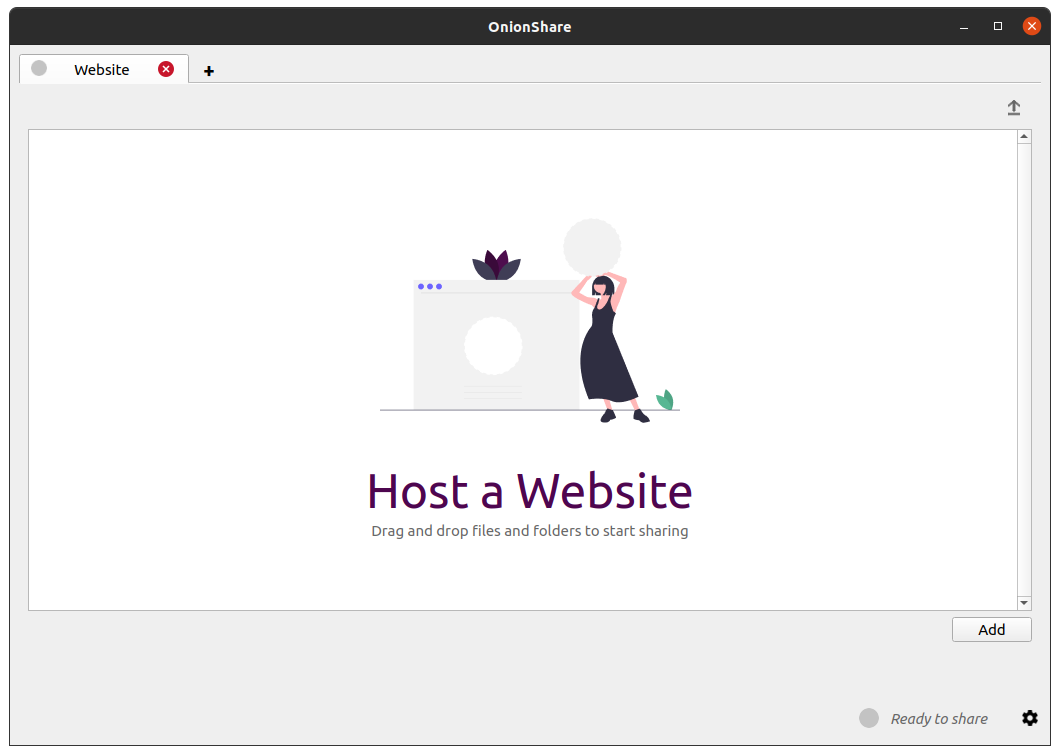 OnionShare
Website
Host a Website
Drag and drop files and folders to start sharing
Add
Ready to share